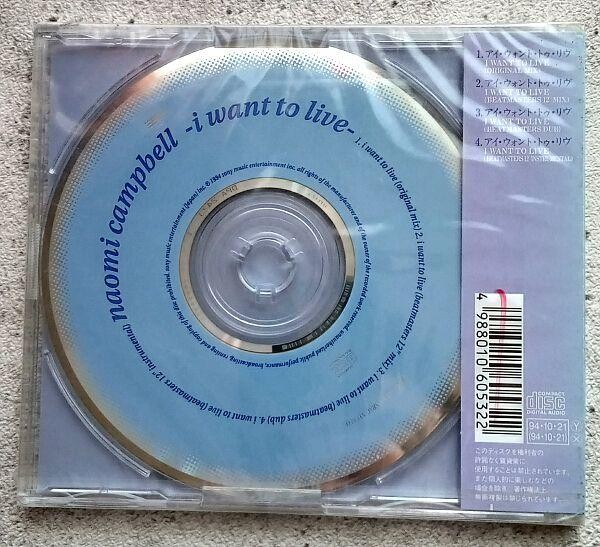 naomi campbell -i want to live-
1. i want to live (original mix) 2. i want to live (beatmasters 12" mix) 3. i want to live (beatmasters dub) 4. i want to live (beatmasters 12" instrumental)
1. アイ・ウォント・トゥ・リヴ
I WANT TO LIVE
(ORIGINAL MIX)
2. アイ・ウォント・トゥ・リヴ
I WANT TO LIVE
(BEATMASTERS 12″ MIX)
3. アイ・ウォント・トゥ・リヴ
I WANT TO LIVE
(BEATMASTERS DUB)
4. アイ・ウォント・トゥ・リヴ
I WANT TO LIVE
(BEATMASTERS 12″ INSTRUMENTAL)
4 988010 605322
COMPACT
disc
DIGITAL AUDIO
94・10・21 Y
(94・10・21) X
このディスクを権利者の
許諾なく賃貸業に
使用することは禁止されています。
また個人的に楽しむなどの
場合を除き、著作権法上、
無断複製は禁じられています。